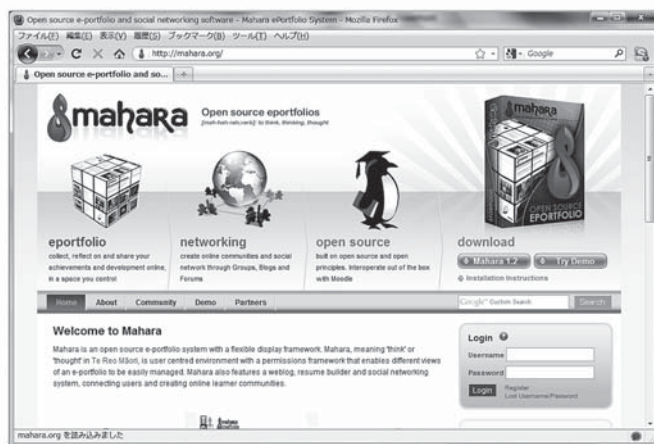 Open source e-portfolio and social networking software - Mahara ePortfolio System - Mozilla Firefox
ファイル(F) 編集(E) 表示(V) 履歴(S) ブックマーク(B) ツール(T) ヘルプ(H)
http://mahara.org/
Google
Open source e-portfolio and so...
mahara
Open source eportfolios
to think, thinking, thought
mahara
OPEN SOURCE
EPORTFOLIO
eportfolio
networking
open source
download
collect, reflect on and share your
achievements and development online,
in a space you control
create online communities and social
network through Groups, Blogs and
Forums
built on open source and open
principles. Interoperate out of the box
with Moodle
Mahara 1.2
Try Demo
Installation Instructions
Home About Community Demo Partners
Google Custom Search
Search
Welcome to Mahara
Mahara is an open source e-portfolio system with a flexible display framework. Mahara, meaning 'think' or
'thought' in Te Reo Māori, is user centred environment with a permissions framework that enables different views
of an e-portfolio to be easily managed. Mahara also features a weblog, resume builder and social networking
system, connecting users and creating online learner communities.
Login
Username
Password
Login
Register
Lost Username/Password
mahara.org を読み込みました